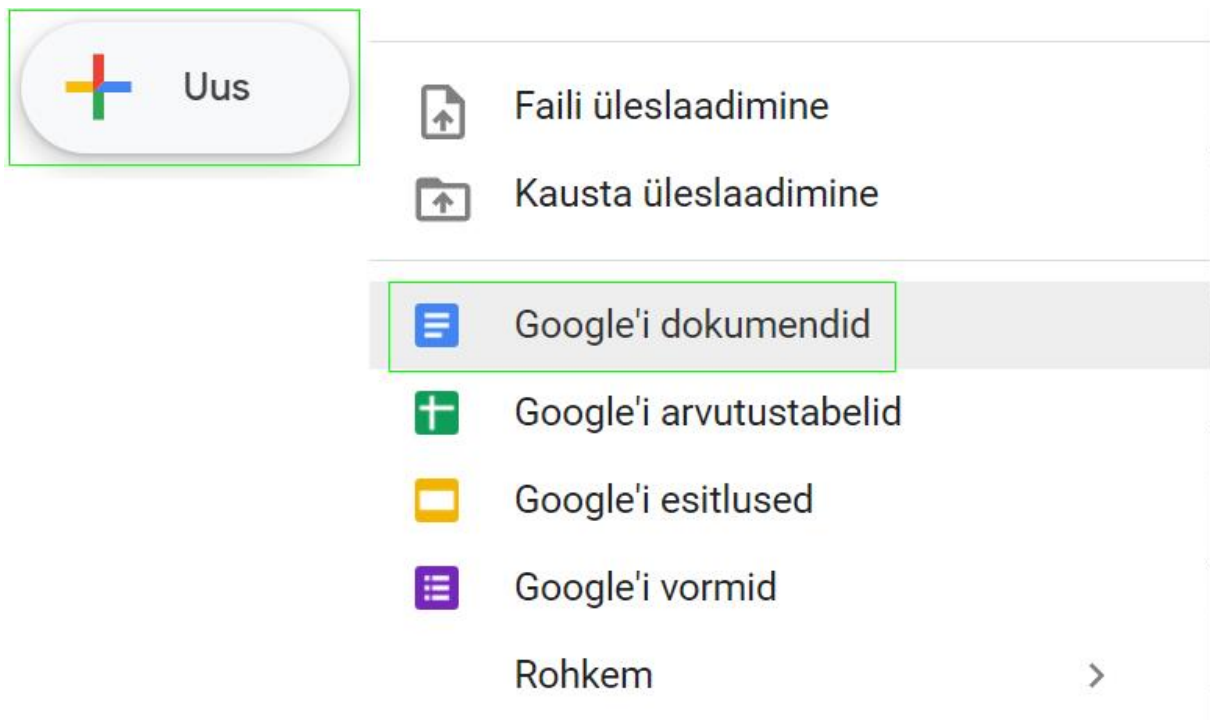 Uus
Faili üleslaadimine
Kausta üleslaadimine
Google'i dokumendid
Google'i arvutustabelid
Google'i esitlused
Google'i vormid
Rohkem